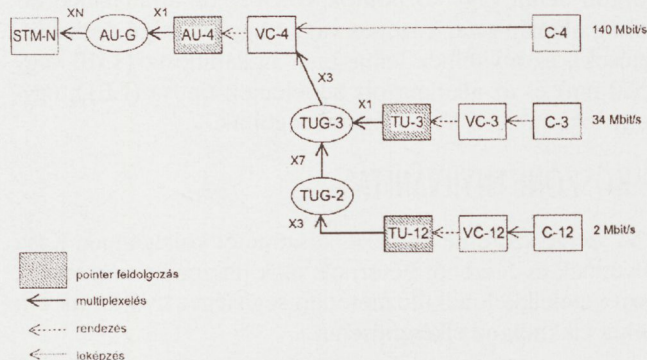 XN
X1
STM-N
AU-G
AU-4
VC-4
C-4
140 Mbit/s
X3
X1
TUG-3
TU-3
VC-3
C-3
34 Mbit/s
X7
TUG-2
X3
TU-12
VC-12
C-12
2 Mbit/s
pointer feldolgozás
multiplexelés
rendezés
leképzés